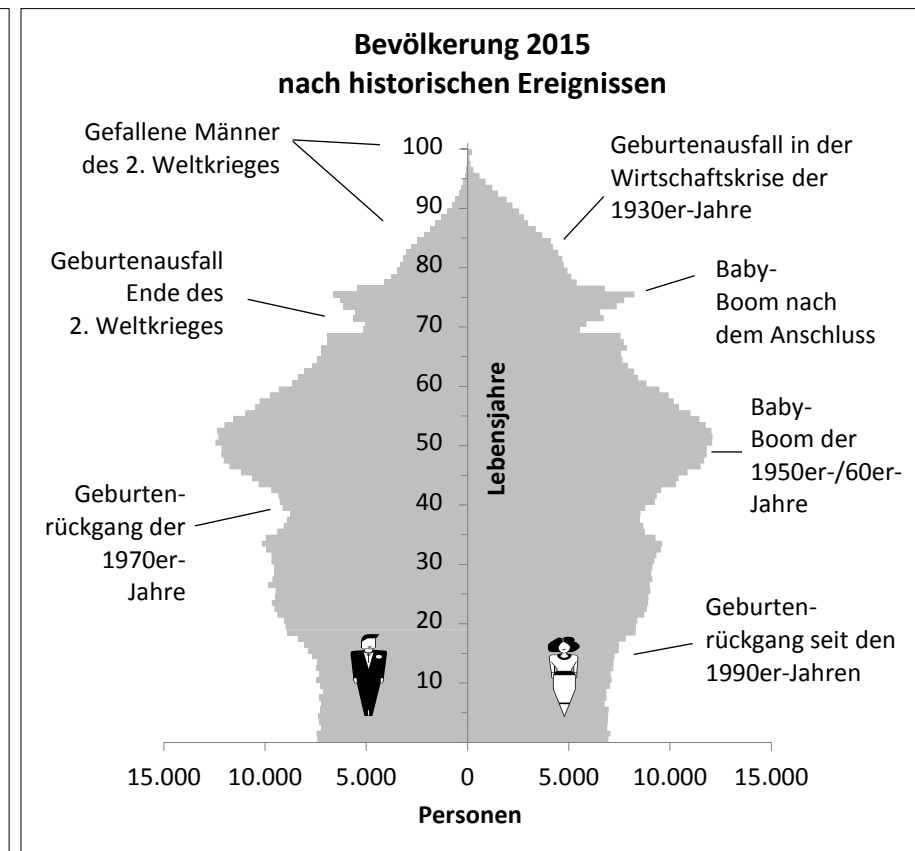 Bevölkerung 2015
nach historischen Ereignissen
Gefallene Männer
des 2. Weltkrieges
Geburtenausfall in der
Wirtschaftskrise der
1930er-Jahre
Geburtenausfall
Ende des
2. Weltkrieges
Baby-
Boom nach
dem Anschluss
Baby-
Boom der
1950er-/60er-
Jahre
Geburten-
rückgang der
1970er-
Jahre
Geburten-
rückgang seit den
1990er-Jahren
100
90
80
70
60
50
40
30
20
10
Lebensjahre
15.000 10.000 5.000 0 5.000 10.000 15.000
Personen